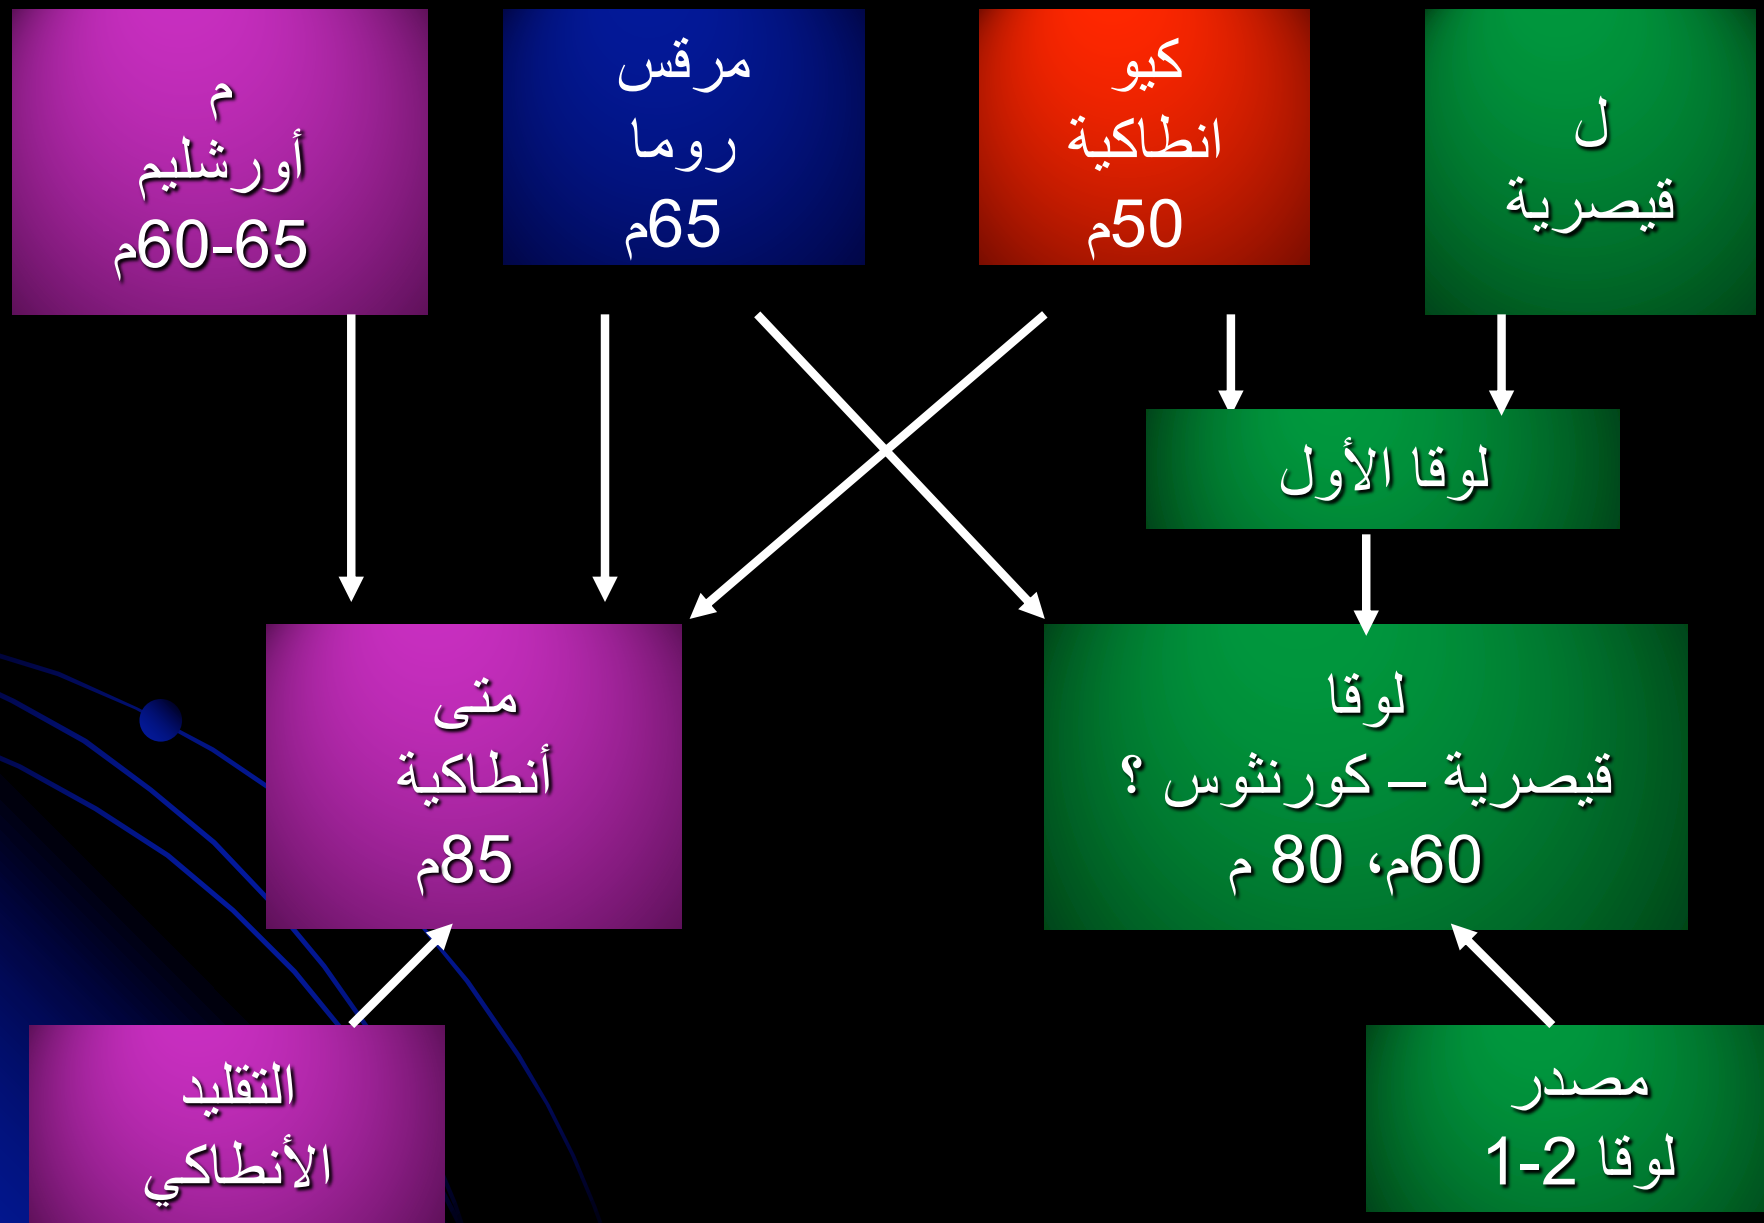 م
أورشليم
60-65م
مرقس
روما
65م
كيو
انطاكية
50م
ل
قيصرية
لوقا الأول
متى
أنطاكية
85م
لوقا
قيصرية – كورنثوس ؟
60م، 80 م
التقليد
الأنطاكي
مصدر
لوقا 1-2